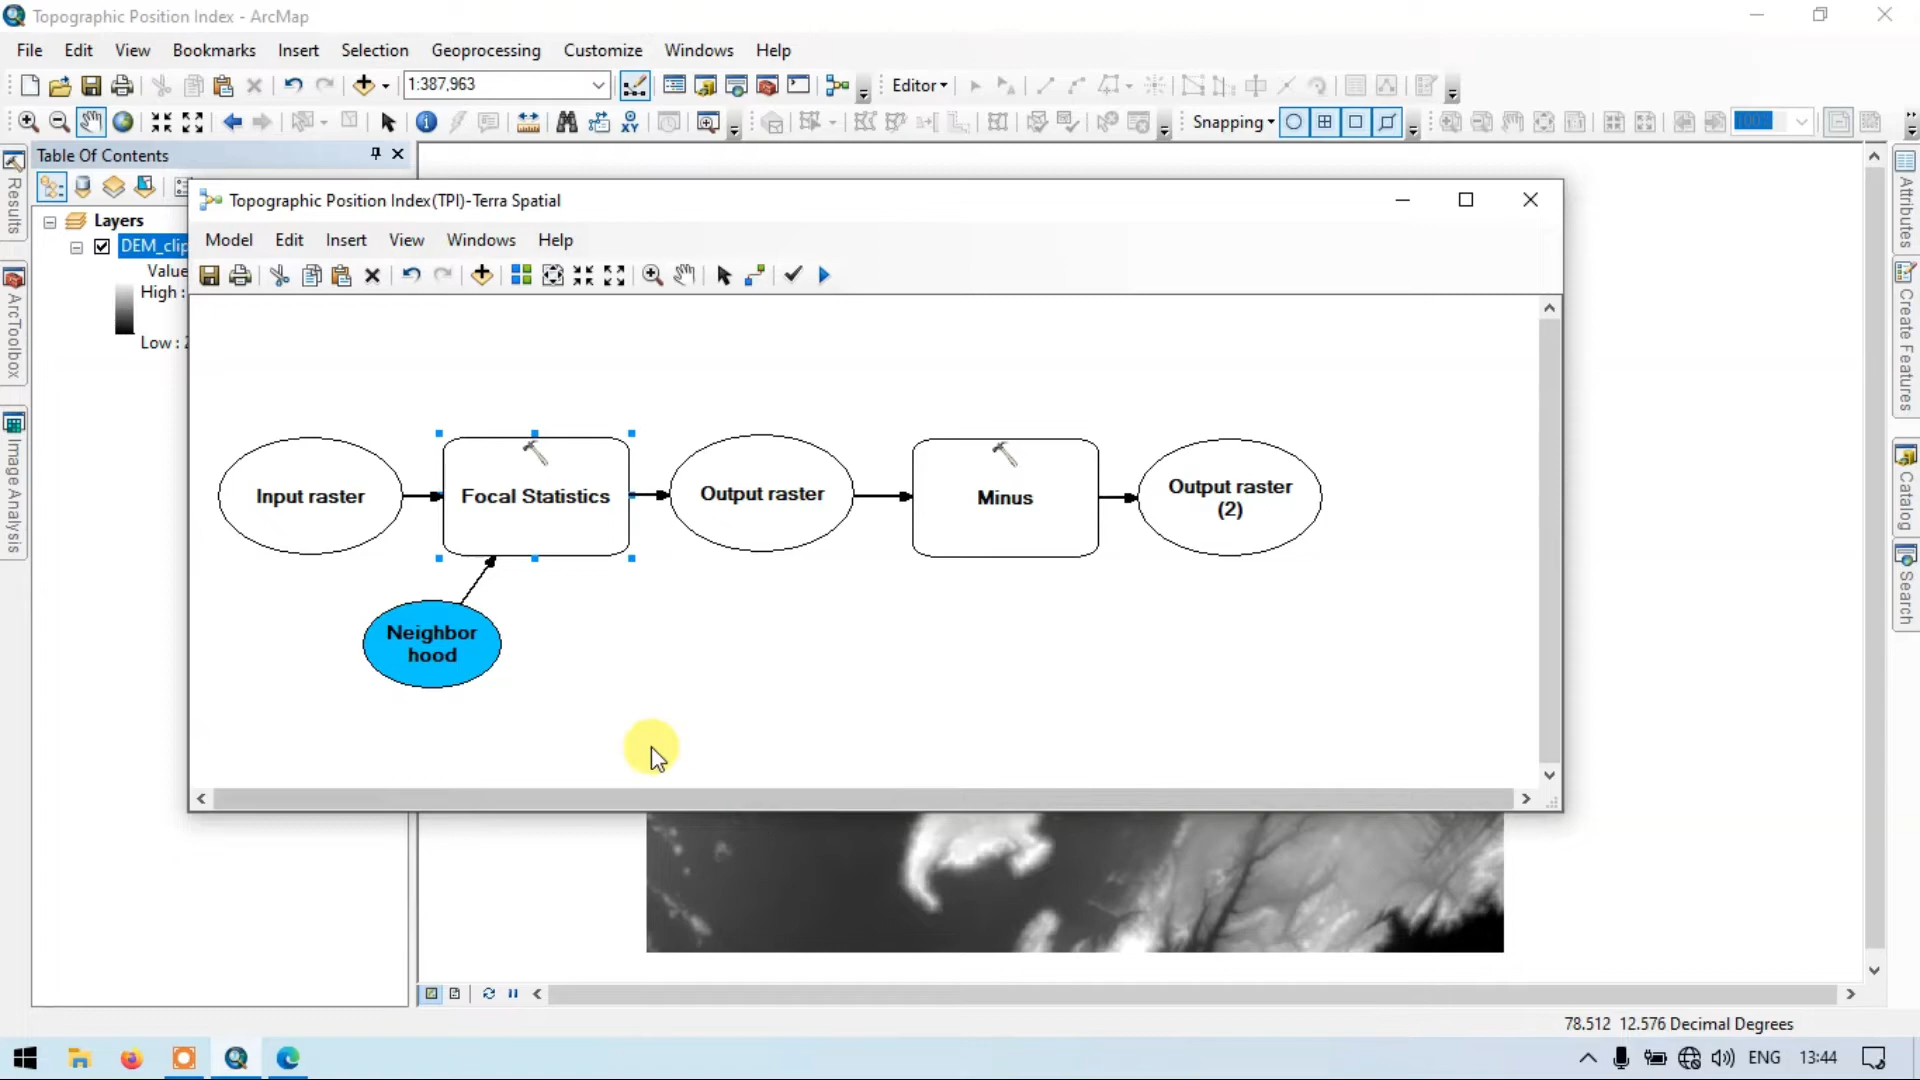 Topographic Position Index - ArcMap
File Edit View Bookmarks Insert Selection Geoprocessing Customize Windows Help
1:387,963
Editor
Snapping
Table Of Contents
Results
ArcToolbox
Image Analysis
Layers
DEM_clip
Value
High :
Low : 2
Topographic Position Index(TPI)-Terra Spatial
Model Edit Insert View Windows Help
Input raster
Focal Statistics
Output raster
Minus
Output raster
(2)
Neighbor
hood
Attributes
Create Features
Catalog
Search
78.512 12.576 Decimal Degrees
ENG 13:44